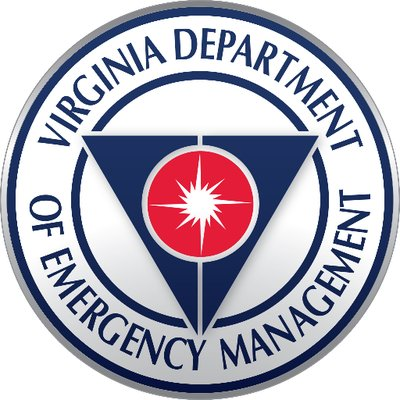 VIRGINIA DEPARTMENT
OF EMERGENCY MANAGEMENT